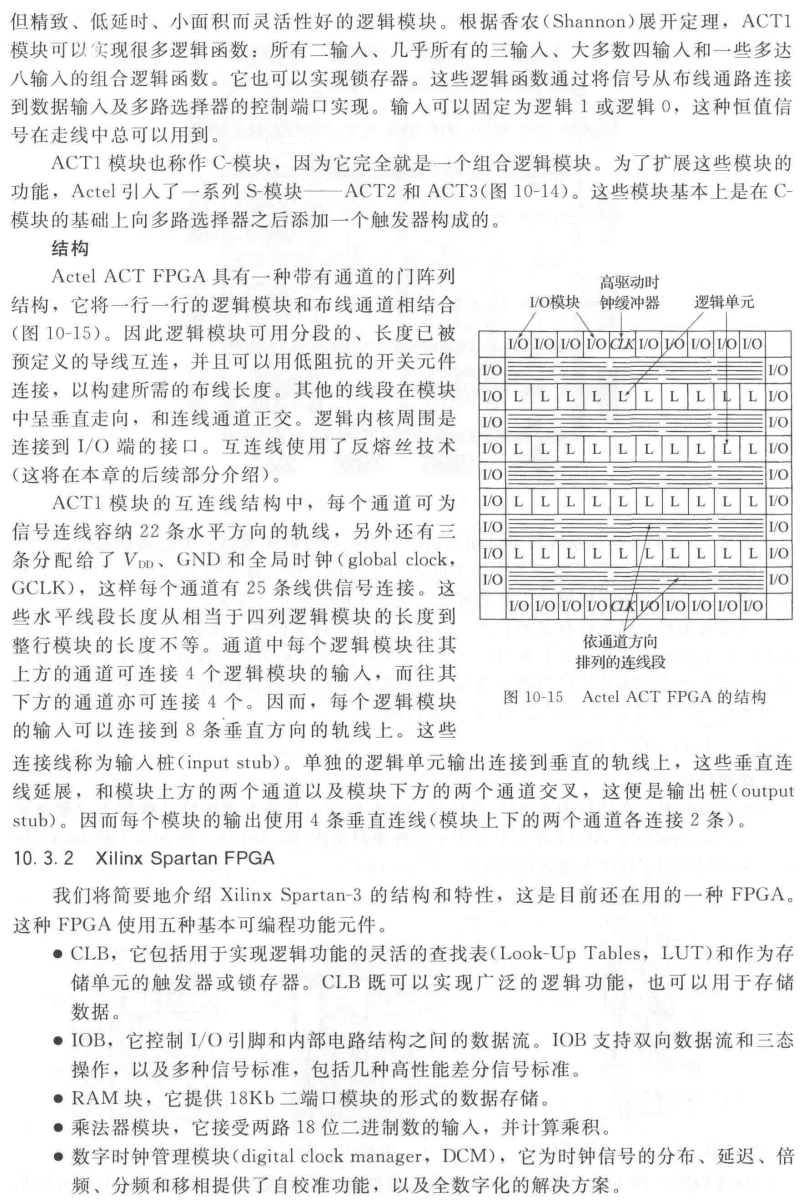 但精致、低延时、小面积而灵活性好的逻辑模块。根据香农(Shannon)展开定理，ACT1
模块可以实现很多逻辑函数：所有二输入、几乎所有的三输入、大多数四输入和一些多达
八输入的组合逻辑函数。它也可以实现锁存器。这些逻辑函数通过将信号从布线通路连接
到数据输入及多路选择器的控制端口实现。输入可以固定为逻辑 1 或逻辑 0，这种恒值信
号在走线中总可以用到。
ACT1 模块也称作 C-模块，因为它完全就是一个组合逻辑模块。为了扩展这些模块的
功能，Actel 引入了一系列 S-模块——ACT2 和 ACT3(图 10-14)。这些模块基本上是在 C-
模块的基础上向多路选择器之后添加一个触发器构成的。
结构
Actel ACT FPGA 具有一种带有通道的门阵列
结构，它将一行一行的逻辑模块和布线通道相结合
(图 10-15)。因此逻辑模块可用分段的、长度已被
预定义的导线互连，并且可以用低阻抗的开关元件
连接，以构建所需的布线长度。其他的线段在模块
中呈垂直走向，和连线通道正交。逻辑内核周围是
连接到 I/O 端的接口。互连线使用了反熔丝技术
(这将在本章的后续部分介绍)。
ACT1 模块的互连线结构中，每个通道可为
信号连线容纳 22 条水平方向的轨线，另外还有三
条分配给了 VDD、GND 和全局时钟(global clock，
GCLK)，这样每个通道有 25 条线供信号连接。这
些水平线段长度从相当于四列逻辑模块的长度到
整行模块的长度不等。通道中每个逻辑模块往其
上方的通道可连接 4 个逻辑模块的输入，而往其
下方的通道亦可连接 4 个。因而，每个逻辑模块
的输入可以连接到 8 条垂直方向的轨线上。这些
高驱动时
I/O模块 钟缓冲器 逻辑单元
I/O I/O I/O I/O CLK I/O I/O I/O I/O I/O
I/O I/O
I/O L L L L L L L L L L I/O
I/O I/O
I/O L L L L L L L L L L I/O
I/O I/O
I/O L L L L L L L L L L I/O
I/O I/O
I/O L L L L L L L L L L I/O
I/O I/O
I/O I/O I/O I/O CLK I/O I/O I/O I/O I/O
依通道方向
排列的连线段
图 10-15 Actel ACT FPGA 的结构
连接线称为输入桩(input stub)。单独的逻辑单元输出连接到垂直的轨线上，这些垂直连
线延展，和模块上方的两个通道以及模块下方的两个通道交叉，这便是输出桩(output
stub)。因而每个模块的输出使用 4 条垂直连线(模块上下的两个通道各连接 2 条)。
10.3.2 Xilinx Spartan FPGA
我们将简要地介绍 Xilinx Spartan-3 的结构和特性，这是目前还在用的一种 FPGA。
这种 FPGA 使用五种基本可编程功能元件。
● CLB，它包括用于实现逻辑功能的灵活的查找表(Look-Up Tables，LUT)和作为存
储单元的触发器或锁存器。CLB 既可以实现广泛的逻辑功能，也可以用于存储
数据。
● IOB，它控制 I/O 引脚和内部电路结构之间的数据流。IOB 支持双向数据流和三态
操作，以及多种信号标准，包括几种高性能差分信号标准。
● RAM 块，它提供 18Kb 二端口模块的形式的数据存储。
● 乘法器模块，它接受两路 18 位二进制数的输入，并计算乘积。
● 数字时钟管理模块(digital clock manager，DCM)，它为时钟信号的分布、延迟、倍
频、分频和移相提供了自校准功能，以及全数字化的解决方案。